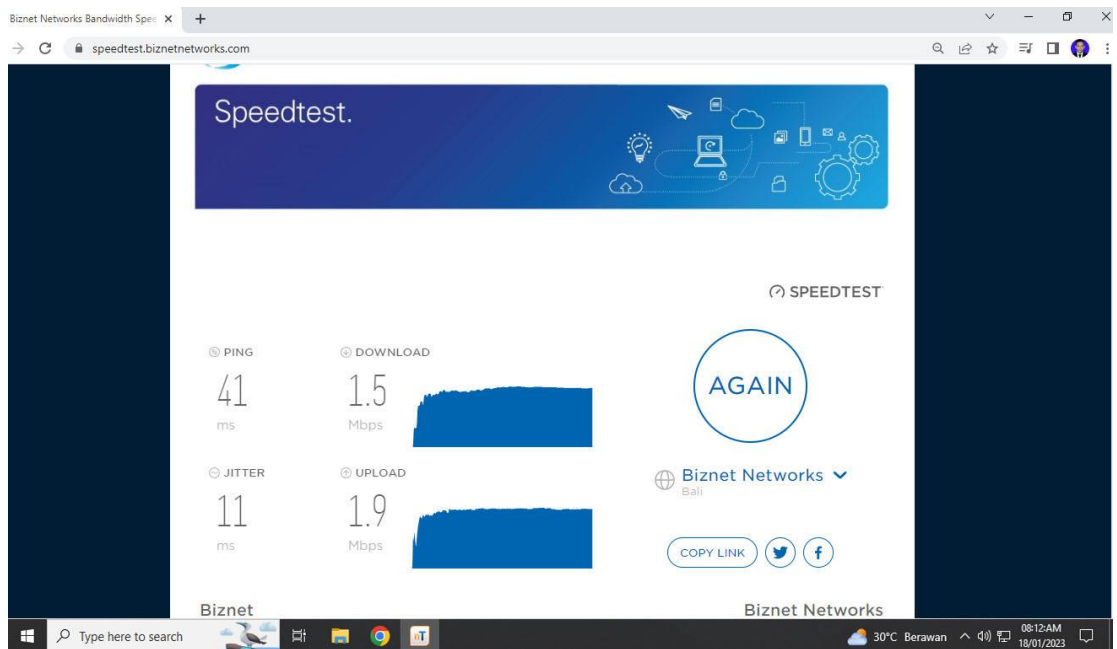 Biznet Networks Bandwidth Spee
speedtest.biznetnetworks.com
Speedtest.
SPEEDTEST
PING
41
ms
DOWNLOAD
1.5
Mbps
AGAIN
JITTER
11
ms
UPLOAD
1.9
Mbps
Biznet Networks
Bali
COPY LINK
Biznet
Biznet Networks
Type here to search
30°C Berawan
08:12AM
18/01/2023